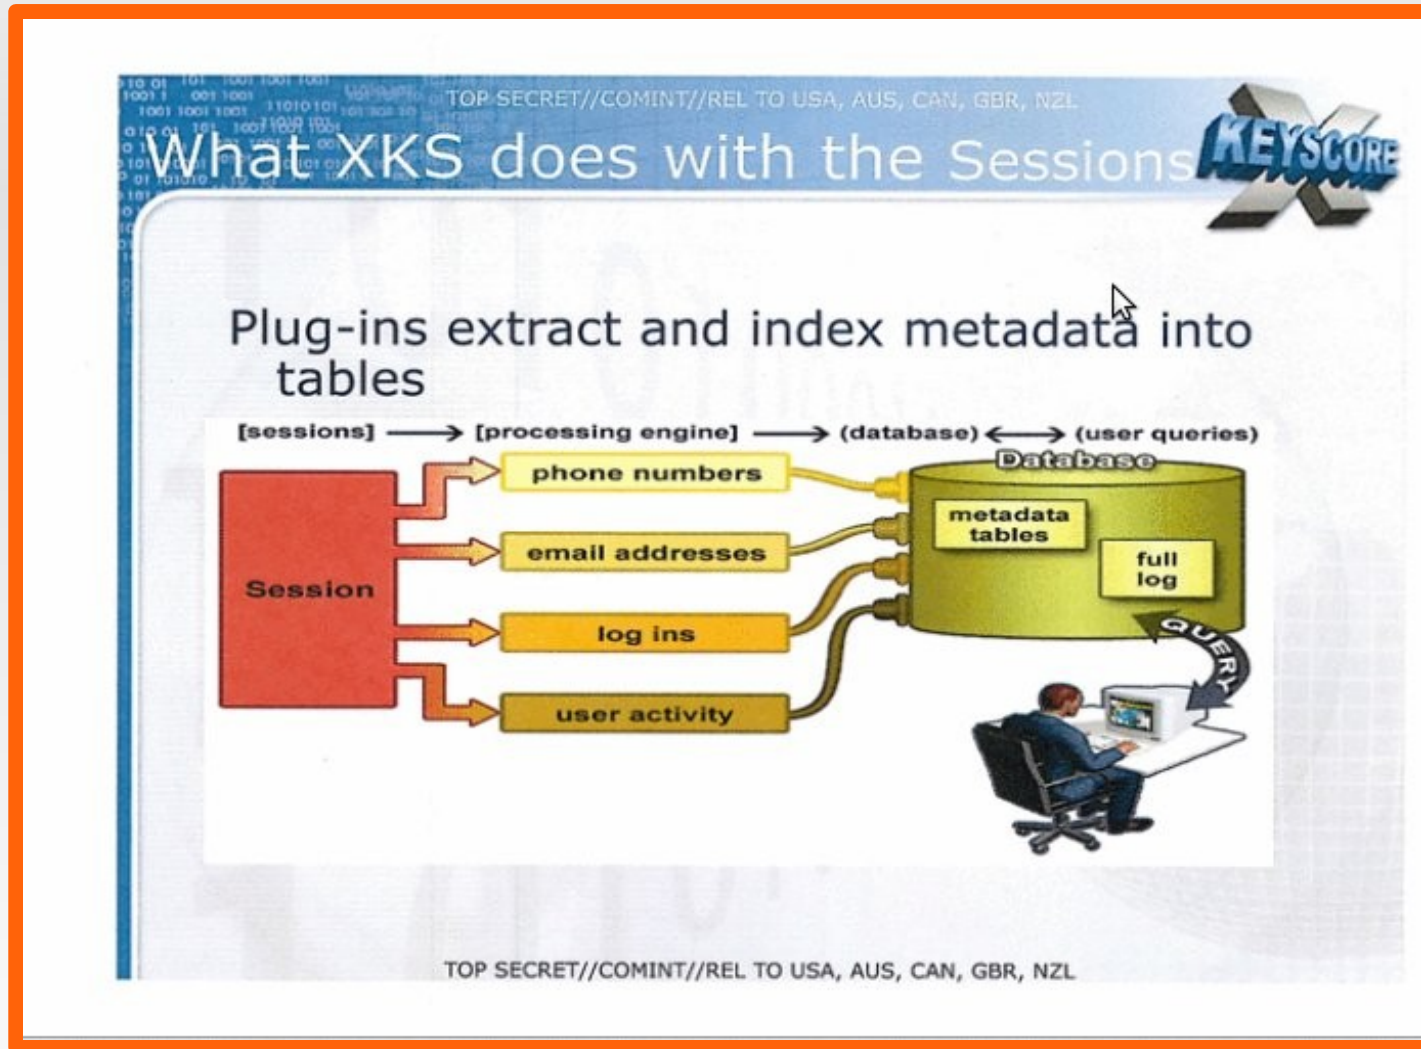 TOP SECRET//COMINT//REL TO USA, AUS, CAN, GBR, NZL
What XKS does with the Sessions
X KEYSCORE
Plug-ins extract and index metadata into
tables
[sessions] → [processing engine] → (database) ↔ (user queries)
Database
phone numbers
metadata
tables
email addresses
full
log
Session
log ins
QUERY
user activity
TOP SECRET//COMINT//REL TO USA, AUS, CAN, GBR, NZL